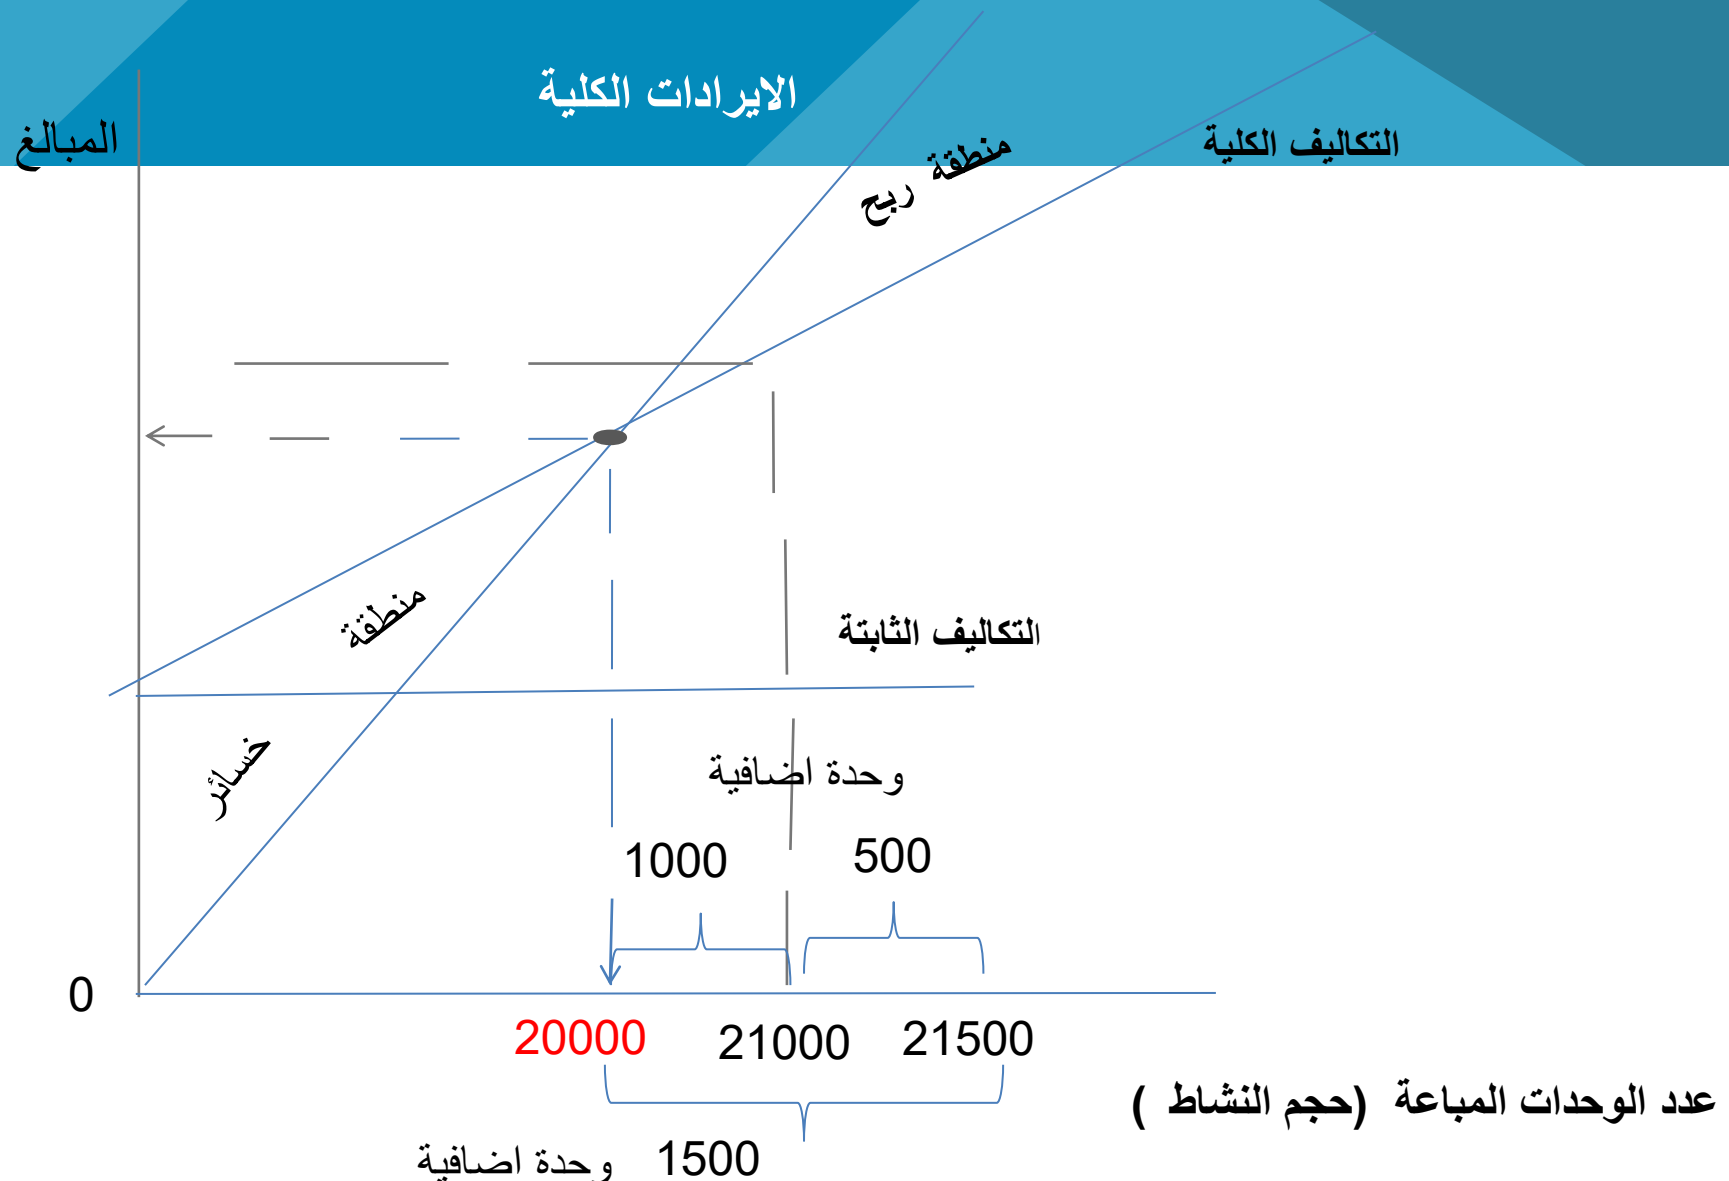 الايرادات الكلية
المبالغ
التكاليف الكلية
منطقة ربح
منطقة
خسائر
التكاليف الثابتة
وحدة اضافية
1000
500
0
20000
21000
21500
عدد الوحدات المباعة (حجم النشاط )
1500 وحدة اضافية